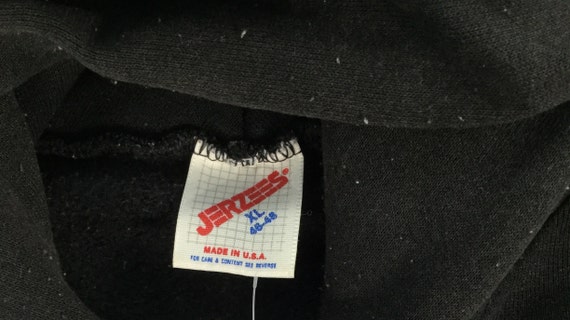 JERZEES®
XL
46-48
MADE IN U.S.A.
FOR CARE & CONTENT SEE REVERSE